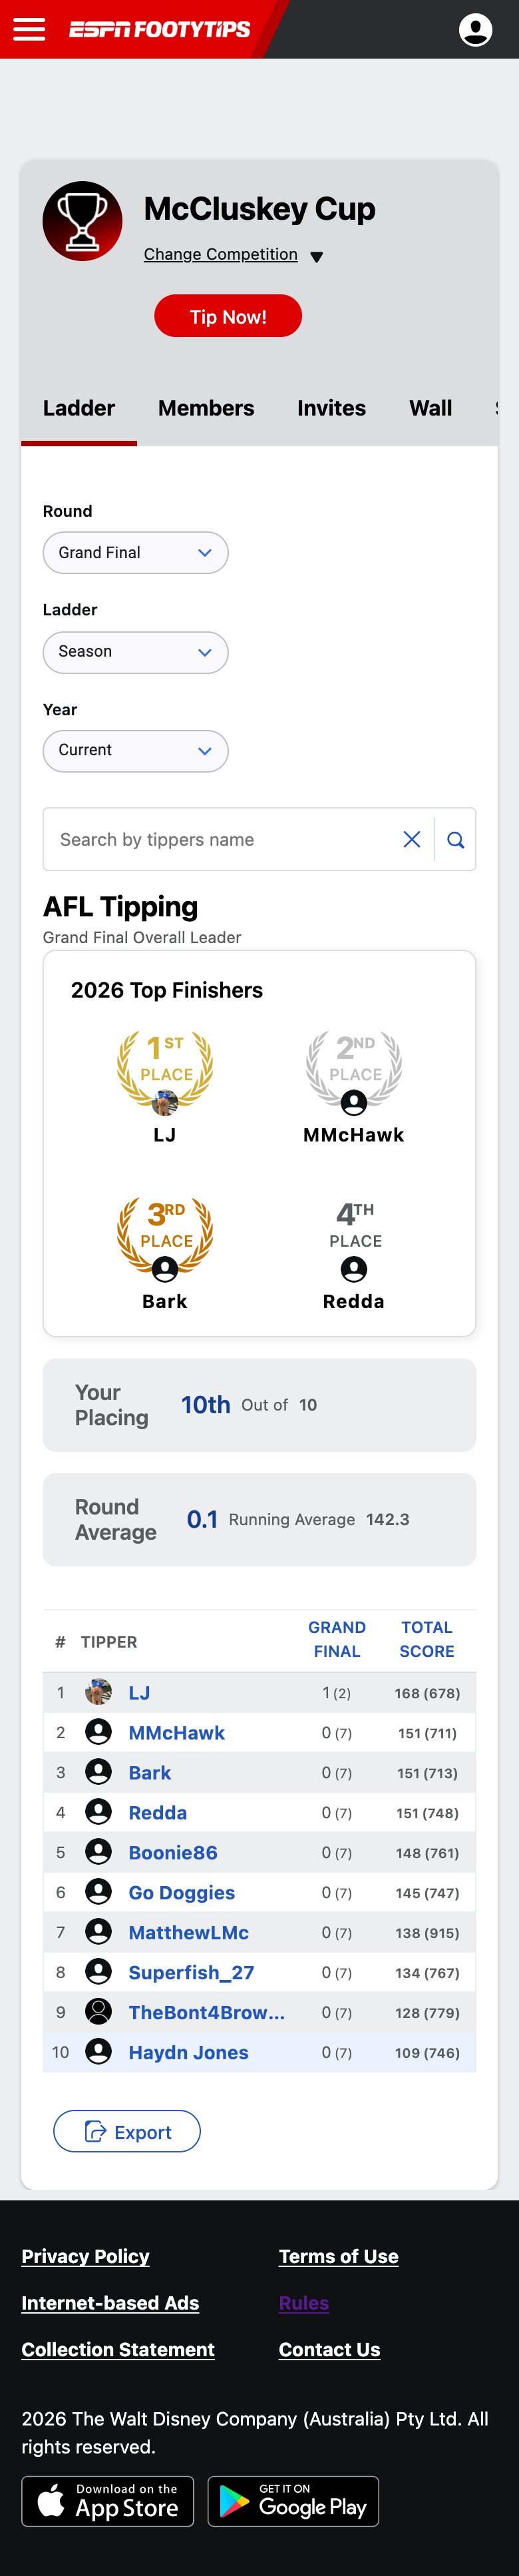 ESPN FOOTYTIPS
McCluskey Cup
Change Competition
Tip Now!
Ladder Members Invites Wall
Round
Grand Final
Ladder
Season
Year
Current
Search by tippers name
AFL Tipping
Grand Final Overall Leader
2026 Top Finishers
1ST PLACE
LJ
2ND PLACE
MMcHawk
3RD PLACE
Bark
4TH PLACE
Redda
Your Placing 10th Out of 10
Round Average 0.1 Running Average 142.3
# TIPPER GRAND FINAL TOTAL SCORE
1 LJ 1 (2) 168 (678)
2 MMcHawk 0 (7) 151 (711)
3 Bark 0 (7) 151 (713)
4 Redda 0 (7) 151 (748)
5 Boonie86 0 (7) 148 (761)
6 Go Doggies 0 (7) 145 (747)
7 MatthewLMc 0 (7) 138 (915)
8 Superfish_27 0 (7) 134 (767)
9 TheBont4Brow... 0 (7) 128 (779)
10 Haydn Jones 0 (7) 109 (746)
Export
Privacy Policy Terms of Use
Internet-based Ads Rules
Collection Statement Contact Us
2026 The Walt Disney Company (Australia) Pty Ltd. All
rights reserved.
Download on the App Store
GET IT ON Google Play